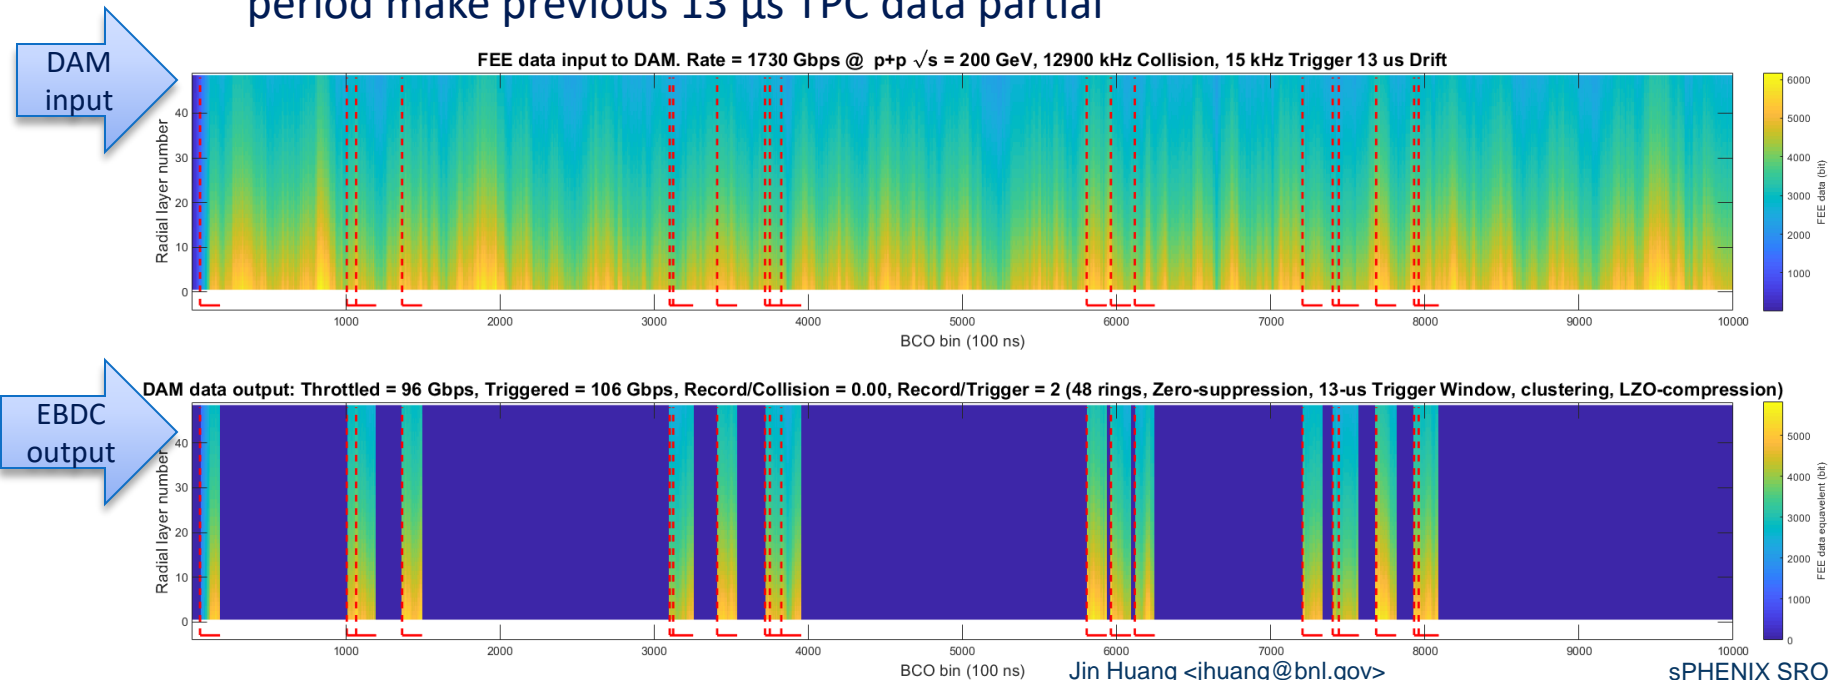 period make previous 13 µs TPC data partial
DAM
input
FEE data input to DAM. Rate = 1730 Gbps @ p+p √s = 200 GeV, 12900 kHz Collision, 15 kHz Trigger 13 us Drift
Radial layer number
40
30
20
10
0
1000 2000 3000 4000 5000 6000 7000 8000 9000 10000
BCO bin (100 ns)
6000
5000
4000
3000
2000
1000
FEE data (bit)
EBDC
output
DAM data output: Throttled = 96 Gbps, Triggered = 106 Gbps, Record/Collision = 0.00, Record/Trigger = 2 (48 rings, Zero-suppression, 13-us Trigger Window, clustering, LZO-compression)
Radial layer number
40
30
20
10
0
1000 2000 3000 4000 5000 6000 7000 8000 9000 10000
BCO bin (100 ns)
5000
4000
3000
2000
1000
0
FEE data equavelent (bit)
Jin Huang <jhuang@bnl.gov>
sPHENIX SRO